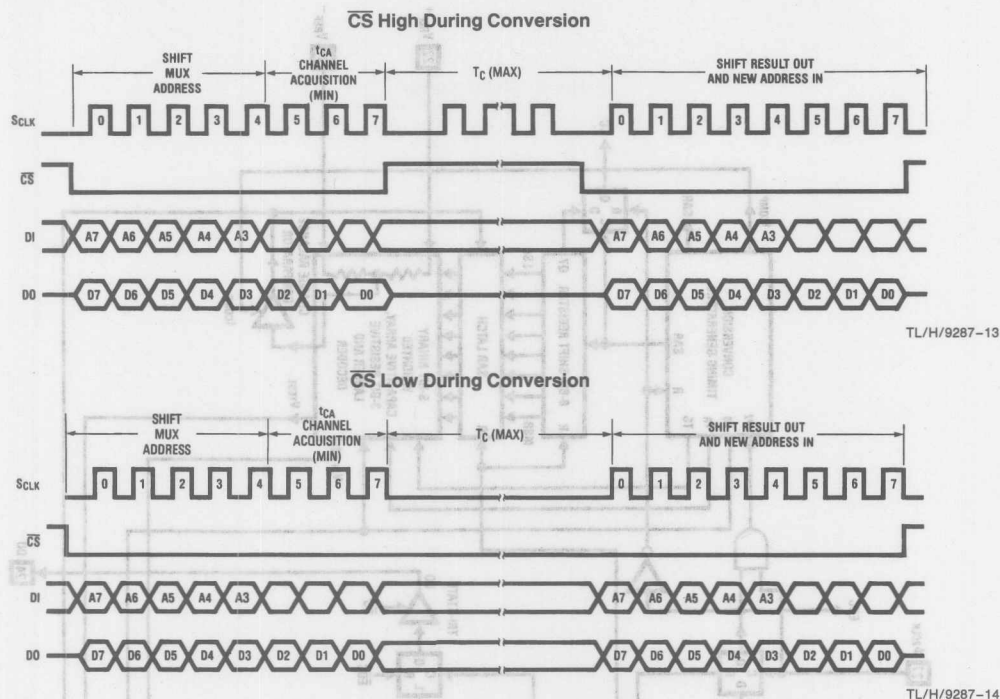 CS High During Conversion
SHIFT MUX ADDRESS
tCA CHANNEL ACQUISITION (MIN)
TC (MAX)
SHIFT RESULT OUT AND NEW ADDRESS IN
SCLK 0 1 2 3 4 5 6 7 0 1 2 3 4 5 6 7
CS
DI A7 A6 A5 A4 A3 A7 A6 A5 A4 A3
DO D7 D6 D5 D4 D3 D2 D1 D0 D7 D6 D5 D4 D3 D2 D1 D0
TL/H/9287-13
CS Low During Conversion
SHIFT MUX ADDRESS
tCA CHANNEL ACQUISITION (MIN)
TC (MAX)
SHIFT RESULT OUT AND NEW ADDRESS IN
SCLK 0 1 2 3 4 5 6 7 0 1 2 3 4 5 6 7
CS
DI A7 A6 A5 A4 A3 A7 A6 A5 A4 A3
DO D7 D6 D5 D4 D3 D2 D1 D0 D7 D6 D5 D4 D3 D2 D1 D0
TL/H/9287-14